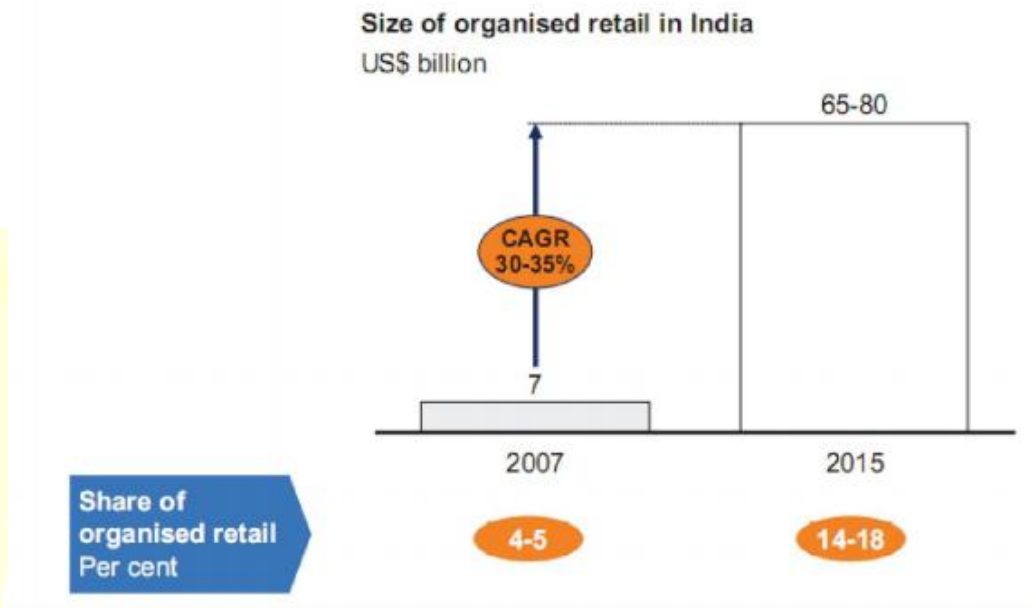 Size of organised retail in India
US$ billion
65-80
CAGR
30-35%
7
2007
2015
Share of
organised retail
Per cent
4-5
14-18